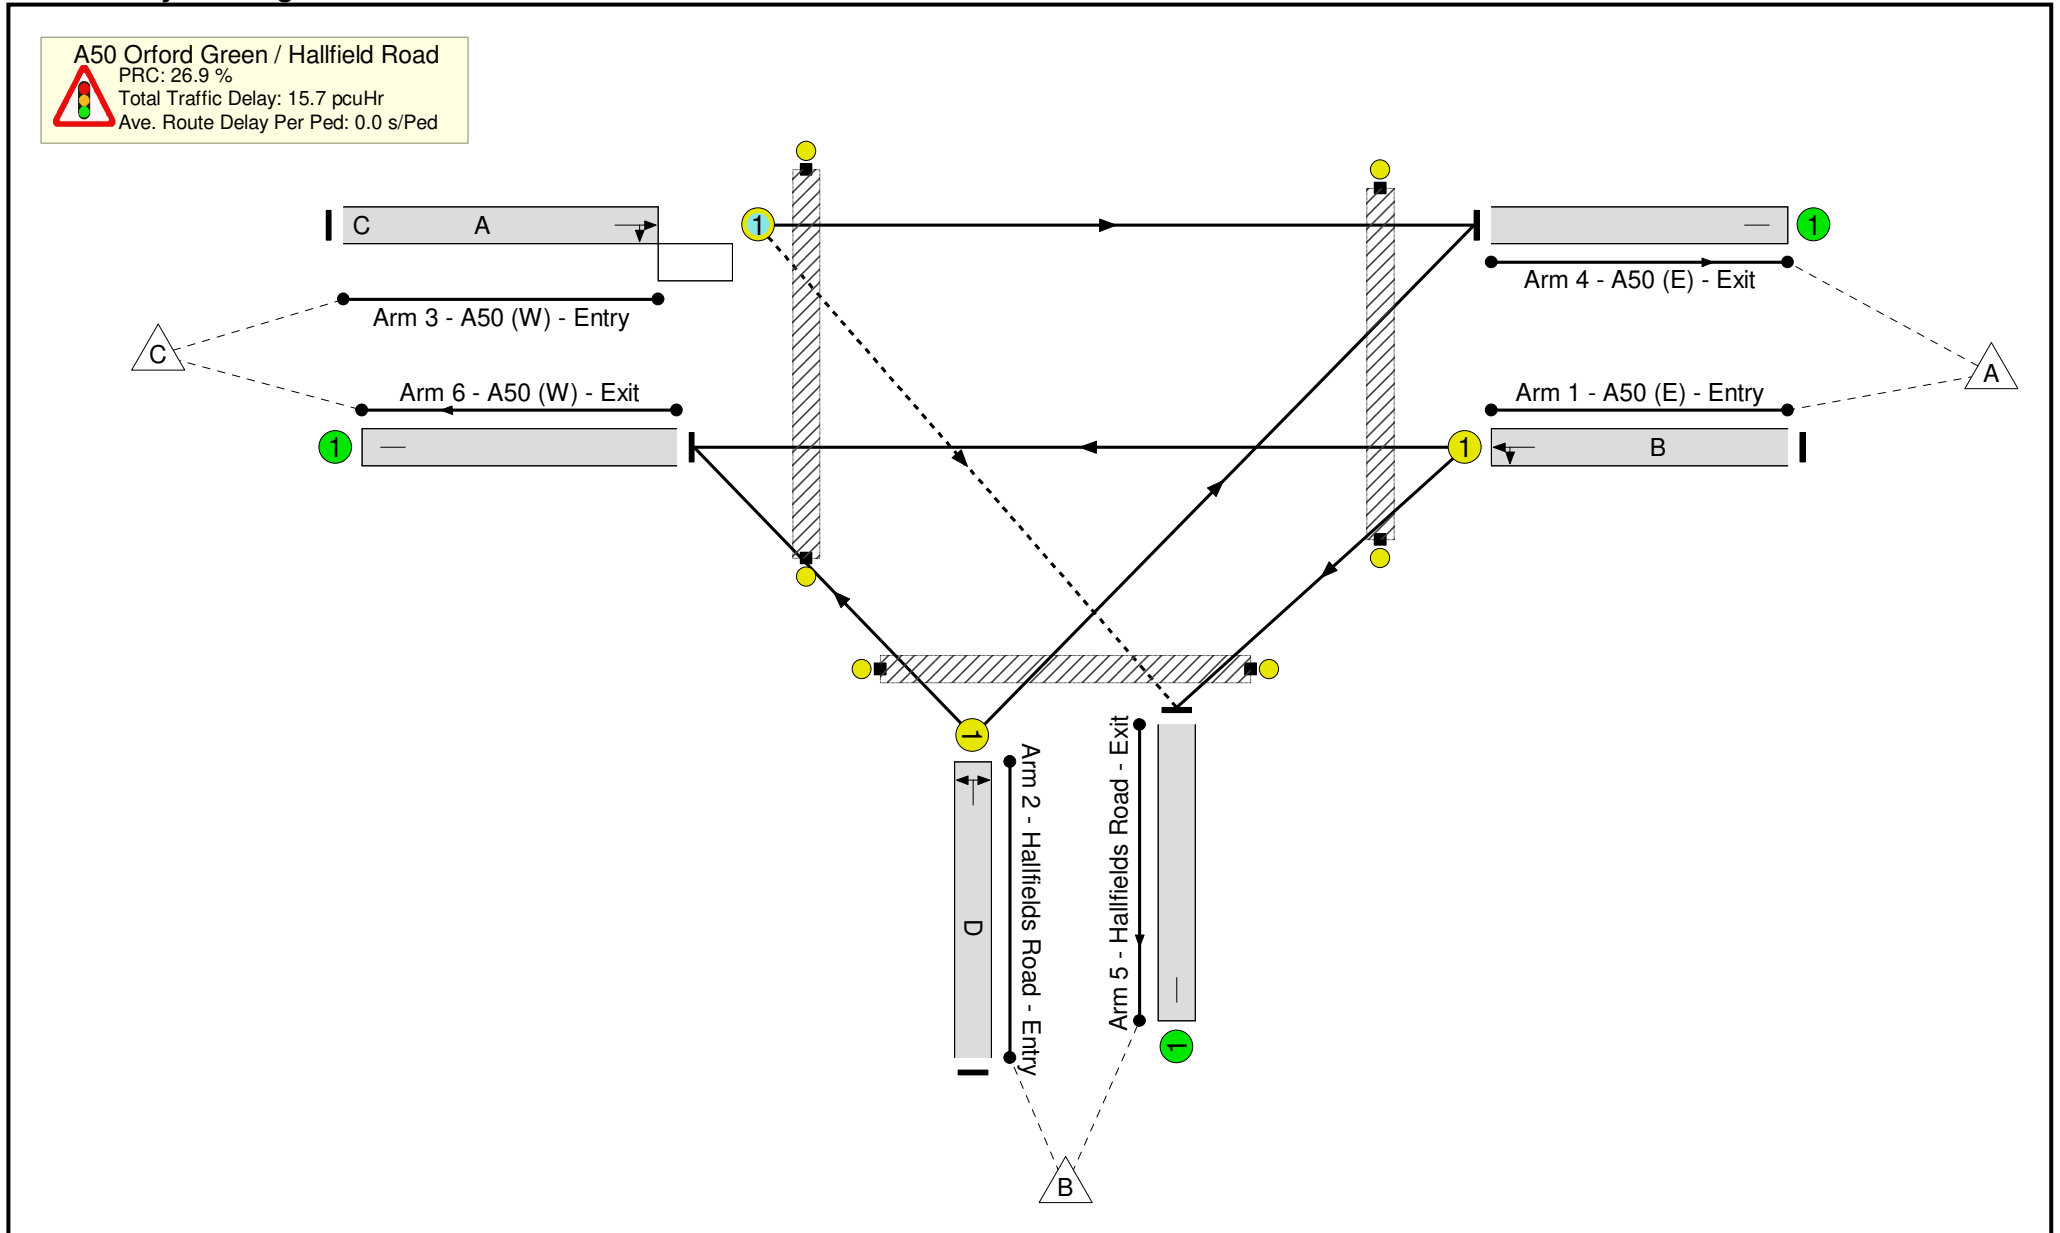 A50 Orford Green / Hallfield Road
PRC: 26.9 %
Total Traffic Delay: 15.7 pcuHr
Ave. Route Delay Per Ped: 0.0 s/Ped
C A
1
1
Arm 3 - A50 (W) - Entry
Arm 4 - A50 (E) - Exit
C
A
Arm 6 - A50 (W) - Exit
Arm 1 - A50 (E) - Entry
1
1
B
1
Arm 2 - Hallfields Road - Entry
Arm 5 - Hallfields Road - Exit
D
1
B